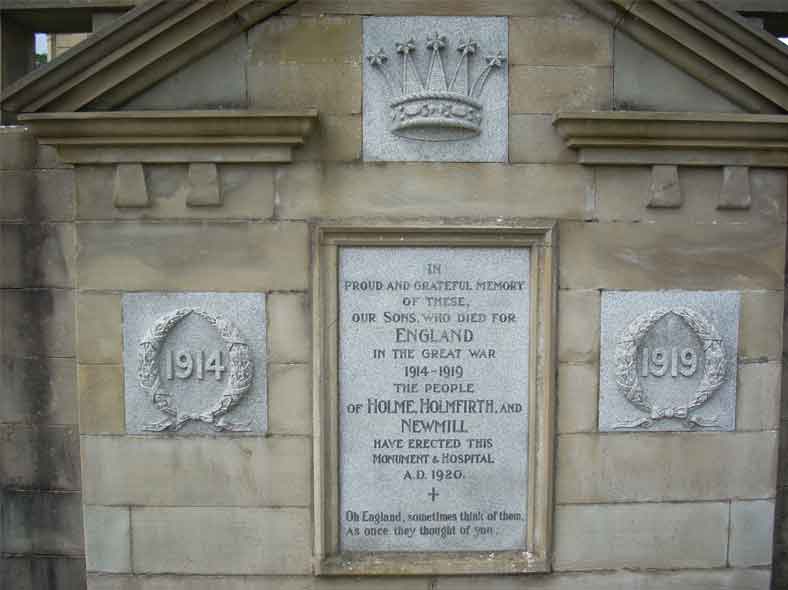 IN
PROUD AND GRATEFUL MEMORY
OF THESE,
OUR SONS, WHO DIED FOR
ENGLAND
IN THE GREAT WAR
1914-1919
THE PEOPLE
OF HOLME, HOLMFIRTH, AND
NEWMILL
HAVE ERECTED THIS
MONUMENT & HOSPITAL
A.D. 1920.
Oh England, sometimes think of them,
As once they thought of you.
1914
1919